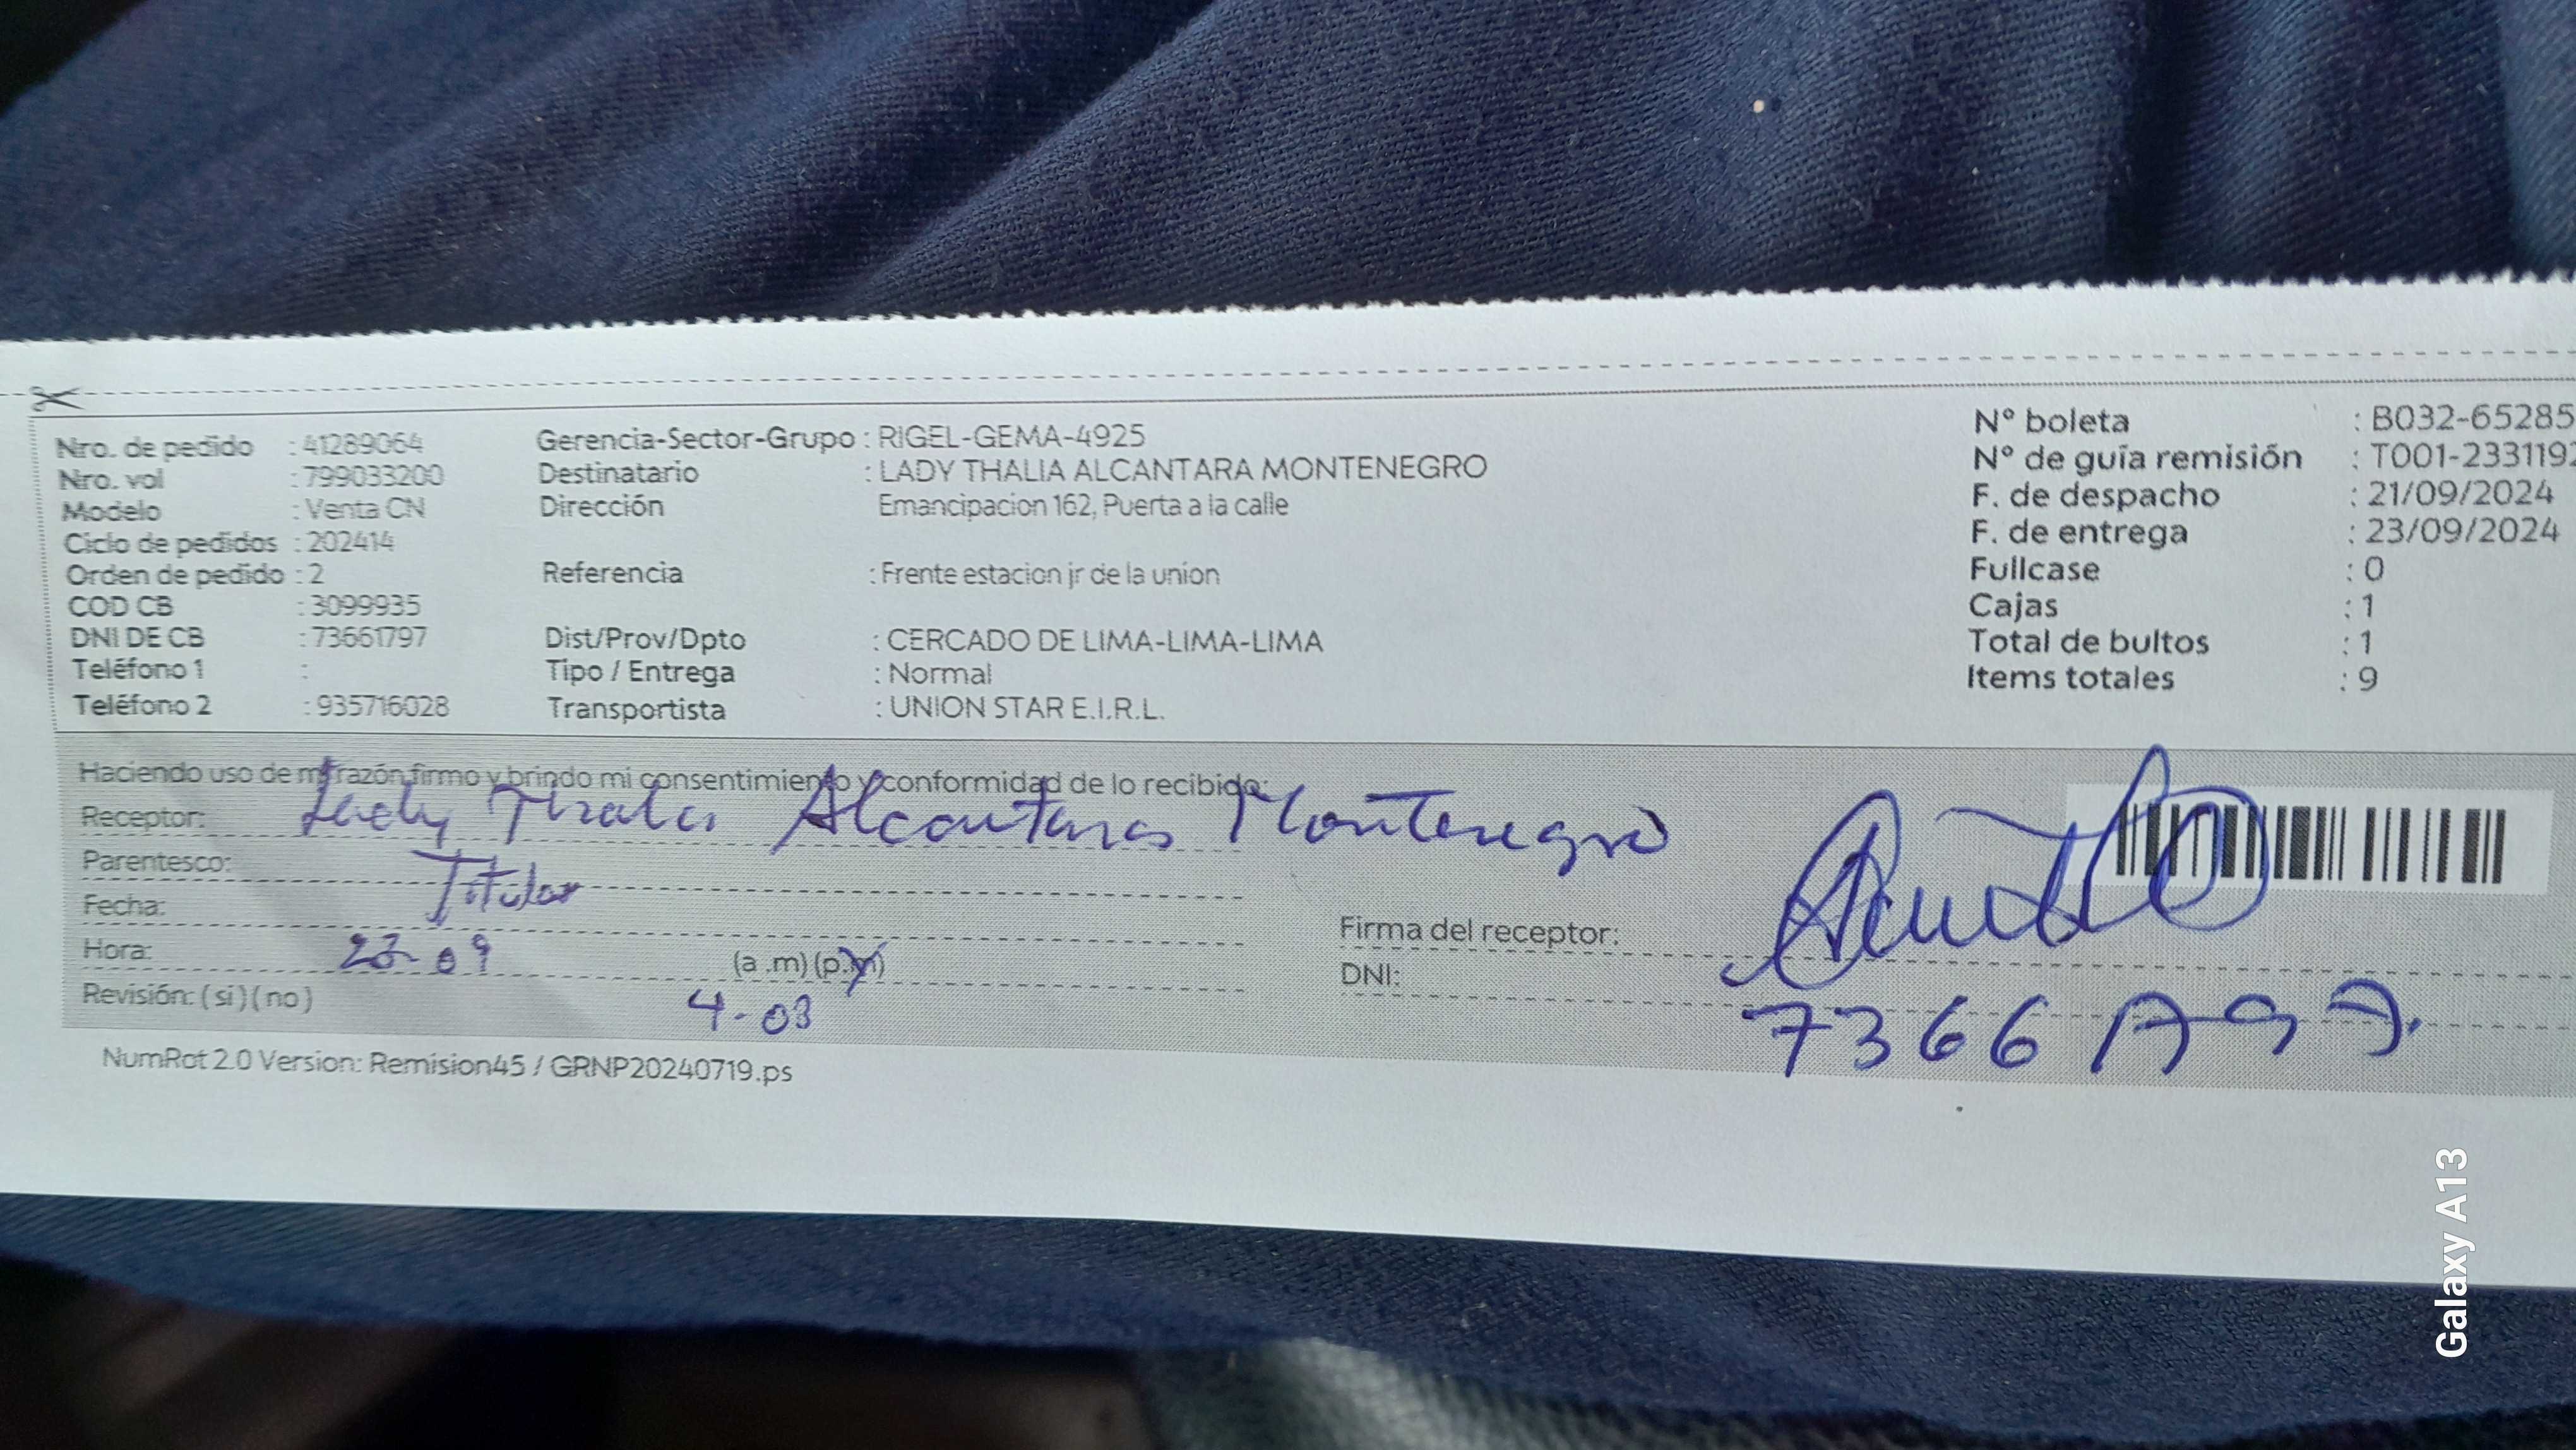 Nro. de pedido : 41289064
Nro. vol : 799033200
Modelo : Venta CN
Ciclo de pedidos : 202414
Orden de pedido : 2
COD CB : 3099935
DNI DE CB : 73661797
Teléfono 1 :
Teléfono 2 : 935716028
Gerencia-Sector-Grupo : RIGEL-GEMA-4925
Destinatario : LADY THALIA ALCANTARA MONTENEGRO
Dirección Emancipacion 162, Puerta a la calle
Referencia : Frente estacion jr de la union
Dist/Prov/Dpto : CERCADO DE LIMA-LIMA-LIMA
Tipo / Entrega : Normal
Transportista : UNION STAR E.I.R.L.
N° boleta : B032-65285
N° de guía remisión : T001-2331192
F. de despacho : 21/09/2024
F. de entrega : 23/09/2024
Fullcase : 0
Cajas : 1
Total de bultos : 1
Items totales : 9
Haciendo uso de mi razón firmo y brindo mi consentimiento y conformidad de lo recibido:
Receptor: Lady Thalia Alcantara Montenegro
Parentesco: Titular
Fecha: 23-09
Hora: (a .m) (p.m) 4-03
Revisión: ( si ) ( no )
Firma del receptor:
DNI: 73661797
NumRot 2.0 Version: Remision45 / GRNP20240719.ps
Galaxy A13